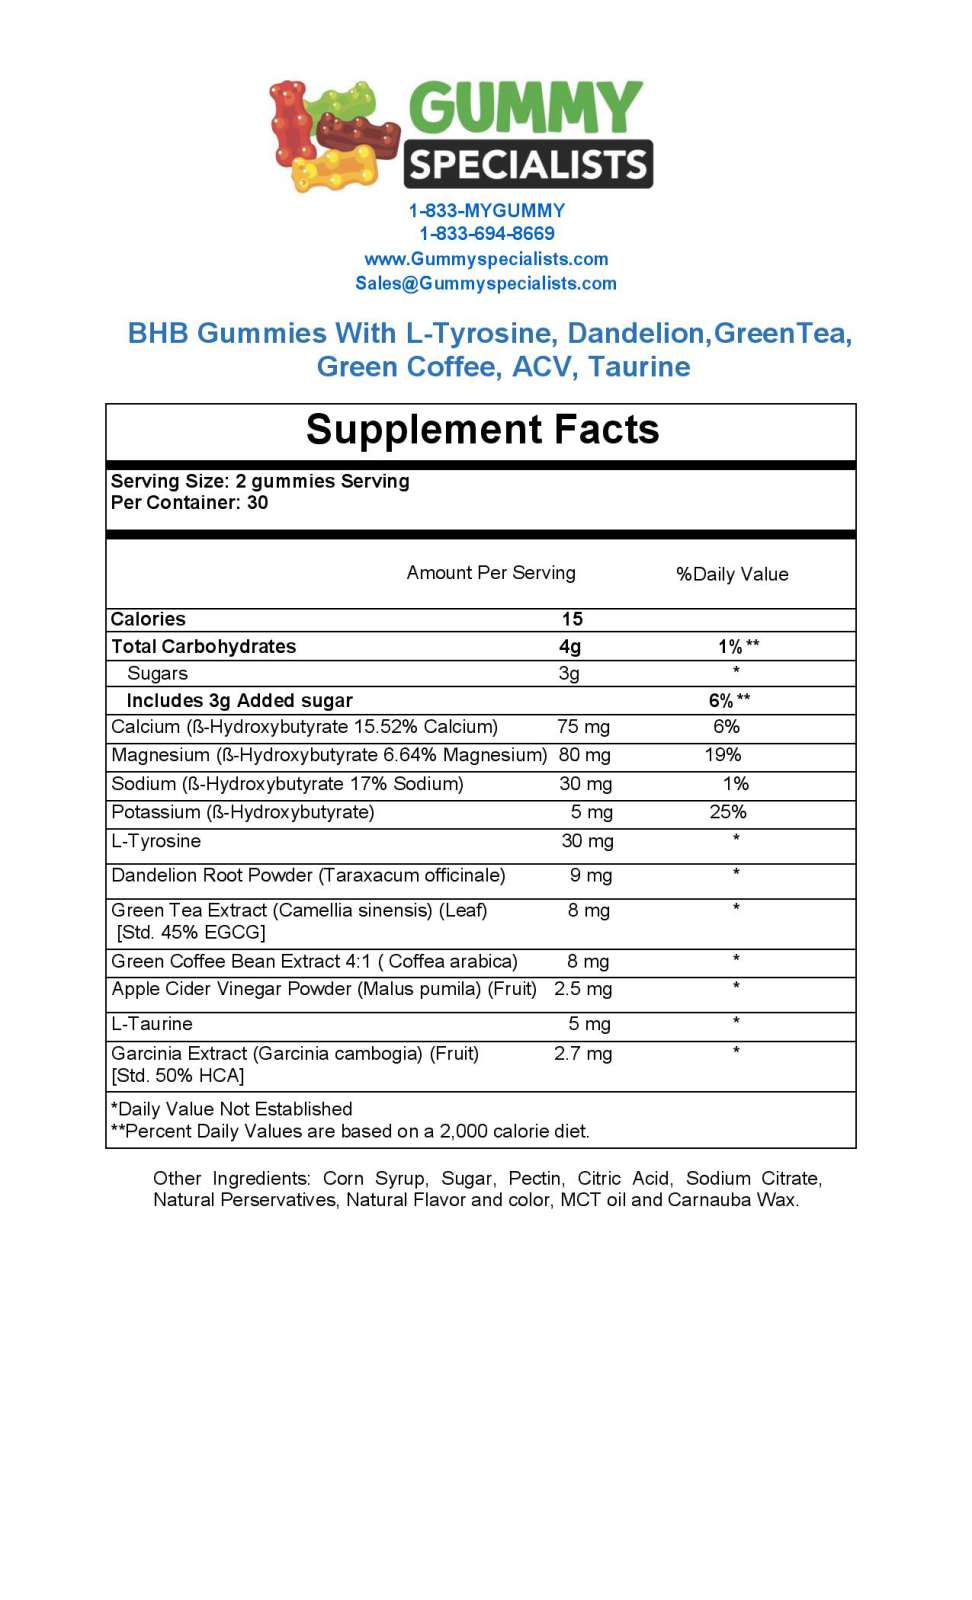 GUMMY
SPECIALISTS
1-833-MYGUMMY
1-833-694-8669
www.Gummyspecialists.com
Sales@Gummyspecialists.com
BHB Gummies With L-Tyrosine, Dandelion,GreenTea,
Green Coffee, ACV, Taurine
Supplement Facts
Serving Size: 2 gummies Serving
Per Container: 30
Amount Per Serving %Daily Value
Calories 15
Total Carbohydrates 4g 1%**
Sugars 3g *
Includes 3g Added sugar 6%**
Calcium (ß-Hydroxybutyrate 15.52% Calcium) 75 mg 6%
Magnesium (ß-Hydroxybutyrate 6.64% Magnesium) 80 mg 19%
Sodium (ß-Hydroxybutyrate 17% Sodium) 30 mg 1%
Potassium (ß-Hydroxybutyrate) 5 mg 25%
L-Tyrosine 30 mg *
Dandelion Root Powder (Taraxacum officinale) 9 mg *
Green Tea Extract (Camellia sinensis) (Leaf) 8 mg *
[Std. 45% EGCG]
Green Coffee Bean Extract 4:1 ( Coffea arabica) 8 mg *
Apple Cider Vinegar Powder (Malus pumila) (Fruit) 2.5 mg *
L-Taurine 5 mg *
Garcinia Extract (Garcinia cambogia) (Fruit) 2.7 mg *
[Std. 50% HCA]
*Daily Value Not Established
**Percent Daily Values are based on a 2,000 calorie diet.
Other Ingredients: Corn Syrup, Sugar, Pectin, Citric Acid, Sodium Citrate,
Natural Perservatives, Natural Flavor and color, MCT oil and Carnauba Wax.